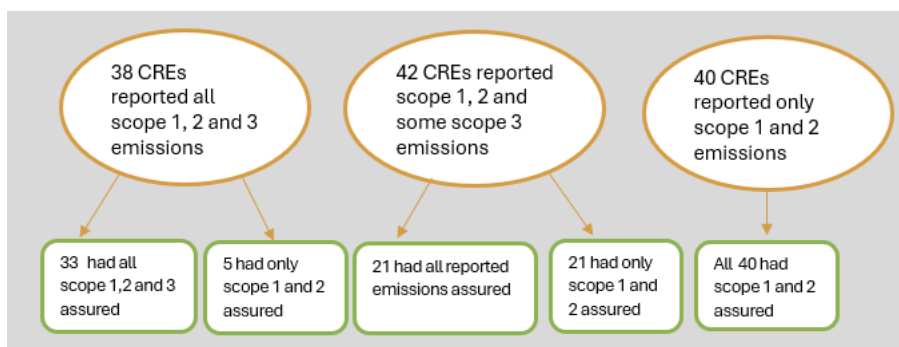 38 CREs
reported all
scope 1, 2 and 3
emissions
42 CREs reported
scope 1, 2 and
some scope 3
emissions
40 CREs
reported only
scope 1 and 2
emissions
33 had all
scope 1,2 and 3
assured
5 had only
scope 1 and 2
assured
21 had all reported
emissions assured
21 had only
scope 1 and
2 assured
All 40 had
scope 1 and 2
assured